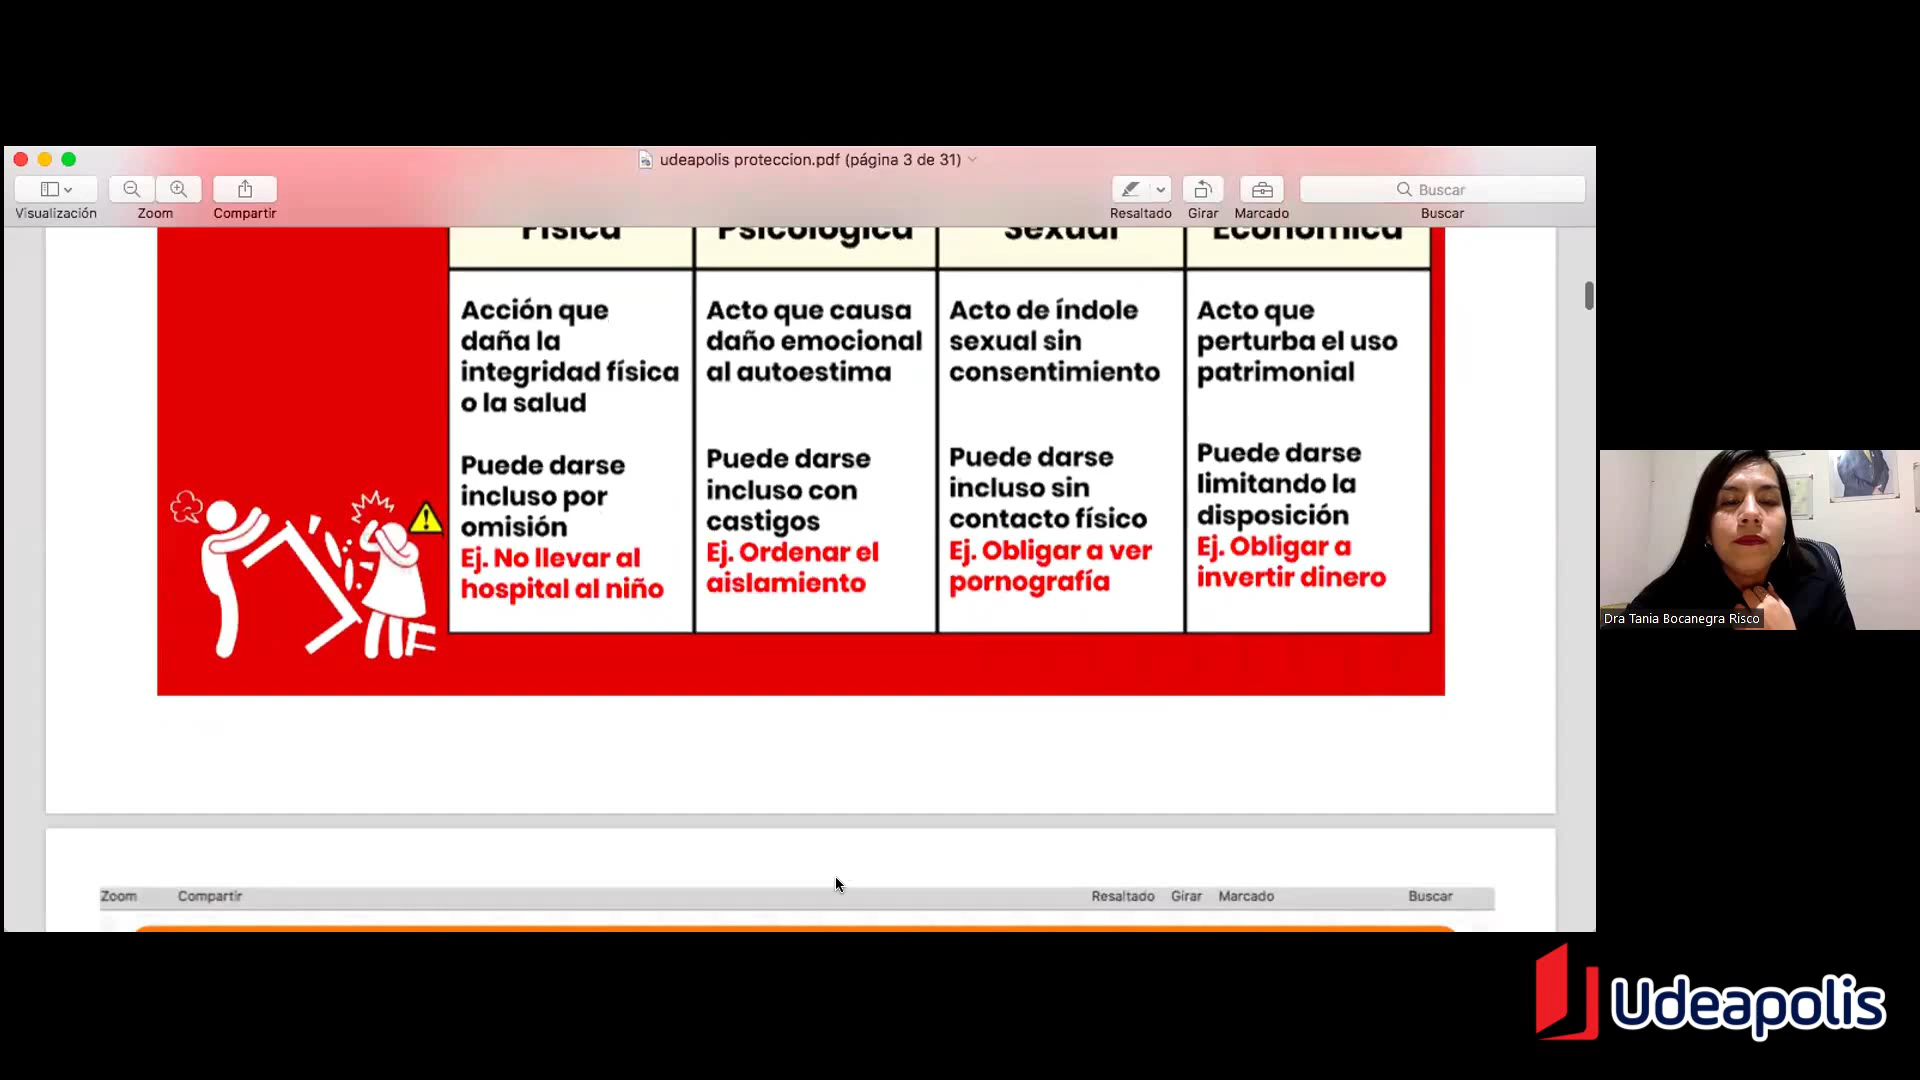 udeapolis proteccion.pdf (página 3 de 31)
Buscar
Visualización
Zoom
Compartir
Resaltado
Girar
Marcado
Buscar
Física
Psicológica
Sexual
Económica
Acción que
daña la
integridad física
o la salud
Puede darse
incluso por
omisión
Ej. No llevar al
hospital al niño
Acto que causa
daño emocional
al autoestima
Puede darse
incluso con
castigos
Ej. Ordenar el
aislamiento
Acto de índole
sexual sin
consentimiento
Puede darse
incluso sin
contacto físico
Ej. Obligar a ver
pornografía
Acto que
perturba el uso
patrimonial
Puede darse
limitando la
disposición
Ej. Obligar a
invertir dinero
Dra Tania Bocanegra Risco
Zoom
Compartir
Resaltado
Girar
Marcado
Buscar
Udeapolis